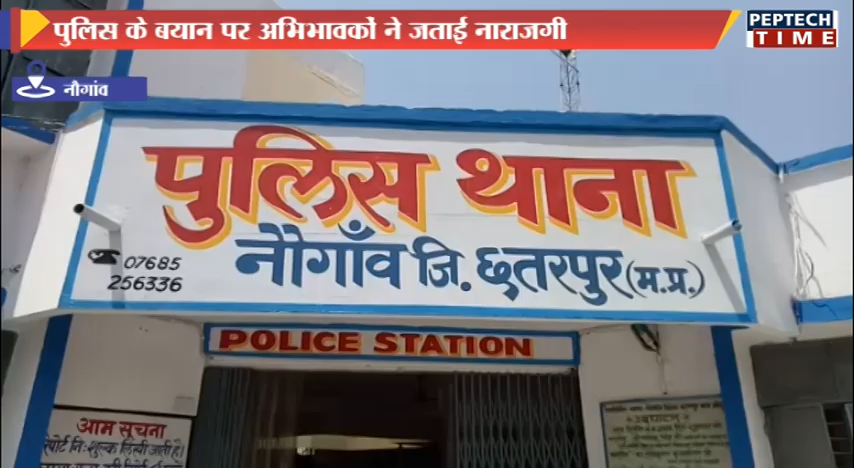 पुलिस के बयान पर अभिभावकों ने जताई नाराजगी
PEPTECH
TIME
नौगांव
पुलिस थाना
नौगाँव जि. छतरपुर (म.प्र.)
07685
256336
POLICE STATION
आम सूचना
रिपोर्ट नि:शुल्क लिखी जाती है।